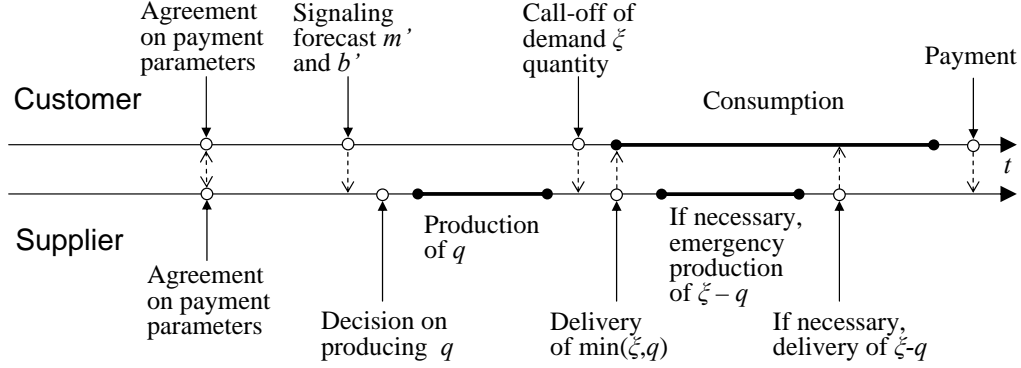 Agreement
on payment
parameters
Signaling
forecast m’
and b’
Call-off of
demand ξ
quantity
Payment
Customer
Consumption
t
Supplier
Production
of q
If necessary,
emergency
production
of ξ – q
Agreement
on payment
parameters
Decision on
producing q
Delivery
of min(ξ,q)
If necessary,
delivery of ξ-q